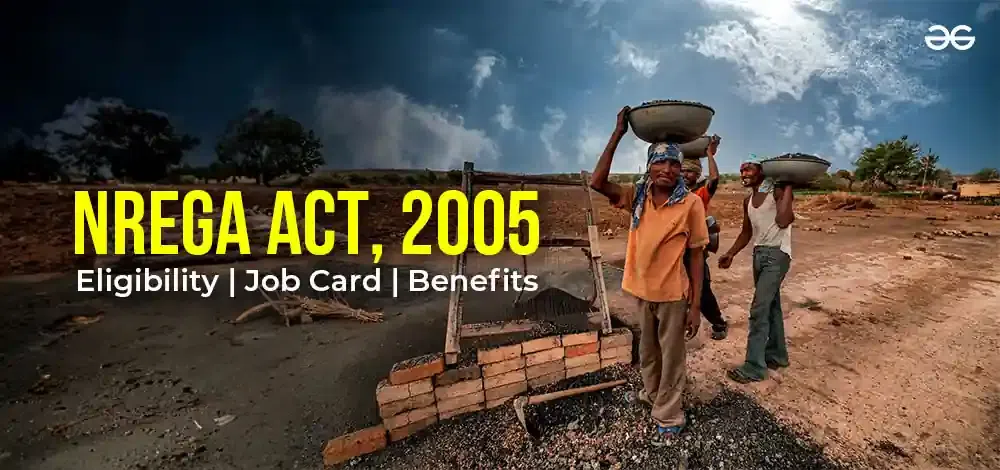 NREGA ACT, 2005
Eligibility | Job Card | Benefits